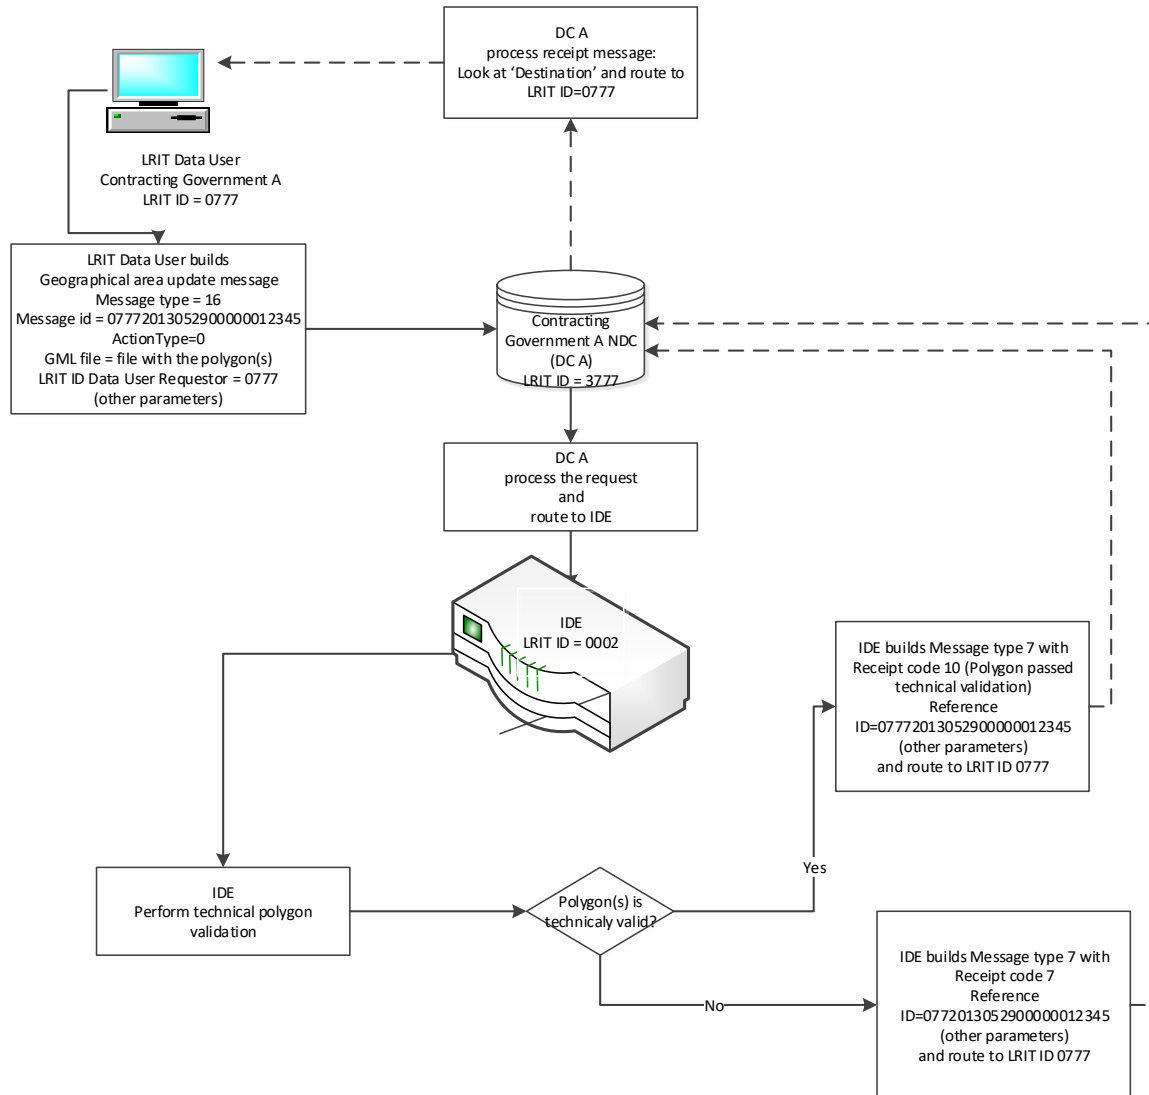 DC A
process receipt message:
Look at ‘Destination’ and route to
LRIT ID=0777
LRIT Data User
Contracting Government A
LRIT ID = 0777
LRIT Data User builds
Geographical area update message
Message type = 16
Message id = 07772013052900000012345
ActionType=0
GML file = file with the polygon(s)
LRIT ID Data User Requestor = 0777
(other parameters)
Contracting
Government A NDC
(DC A)
LRIT ID = 3777
DC A
process the request
and
route to IDE
IDE
LRIT ID = 0002
IDE builds Message type 7 with
Receipt code 10 (Polygon passed
technical validation)
Reference
ID=07772013052900000012345
(other parameters)
and route to LRIT ID 0777
Yes
IDE
Perform technical polygon
validation
Polygon(s) is
technicaly valid?
No
IDE builds Message type 7 with
Receipt code 7
Reference
ID=0772013052900000012345
(other parameters)
and route to LRIT ID 0777